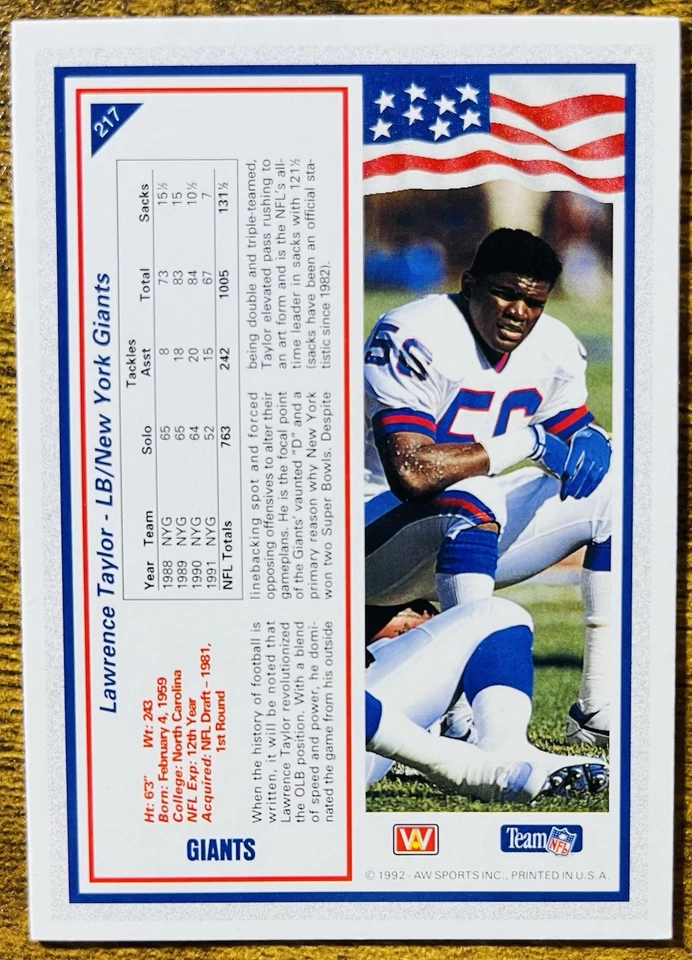 217
Lawrence Taylor - LB/New York Giants
Ht: 6'3" Wt: 243
Born: February 4, 1959
College: North Carolina
NFL Exp: 12th Year
Acquired: NFL Draft – 1981,
1st Round
GIANTS
Tackles
Year Team Solo Asst Total Sacks
1988 NYG 65 8 73 15½
1989 NYG 65 18 83 15
1990 NYG 64 20 84 10½
1991 NYG 52 15 67 7
NFL Totals 763 242 1005 131½
When the history of football is
written, it will be noted that
Lawrence Taylor revolutionized
the OLB position. With a blend
of speed and power, he domi-
nated the game from his outside
linebacking spot and forced
opposing offensives to alter their
gameplans. He is the focal point
of the Giants' vaunted "D" and a
primary reason why New York
won two Super Bowls. Despite
being double and triple-teamed,
Taylor elevated pass rushing to
an art form and is the NFL's all-
time leader in sacks with 121½
(sacks have been an official sta-
tistic since 1982).
56
56
AW
Team NFL
© 1992 - AW SPORTS INC., PRINTED IN U.S.A.